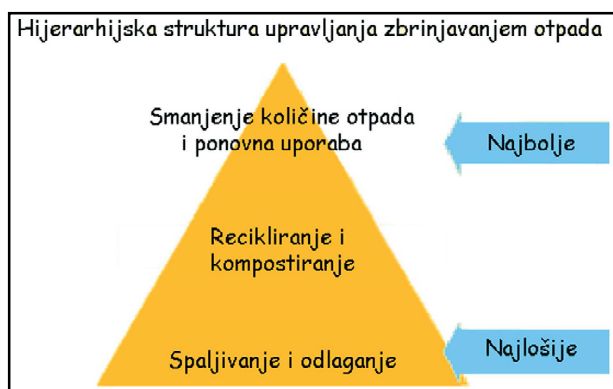 Hijerarhijska struktura upravljanja zbrinjavanjem otpada
Smanjenje količine otpada
i ponovna uporaba
Najbolje
Recikliranje i
kompostiranje
Najlošije
Spaljivanje i odlaganje